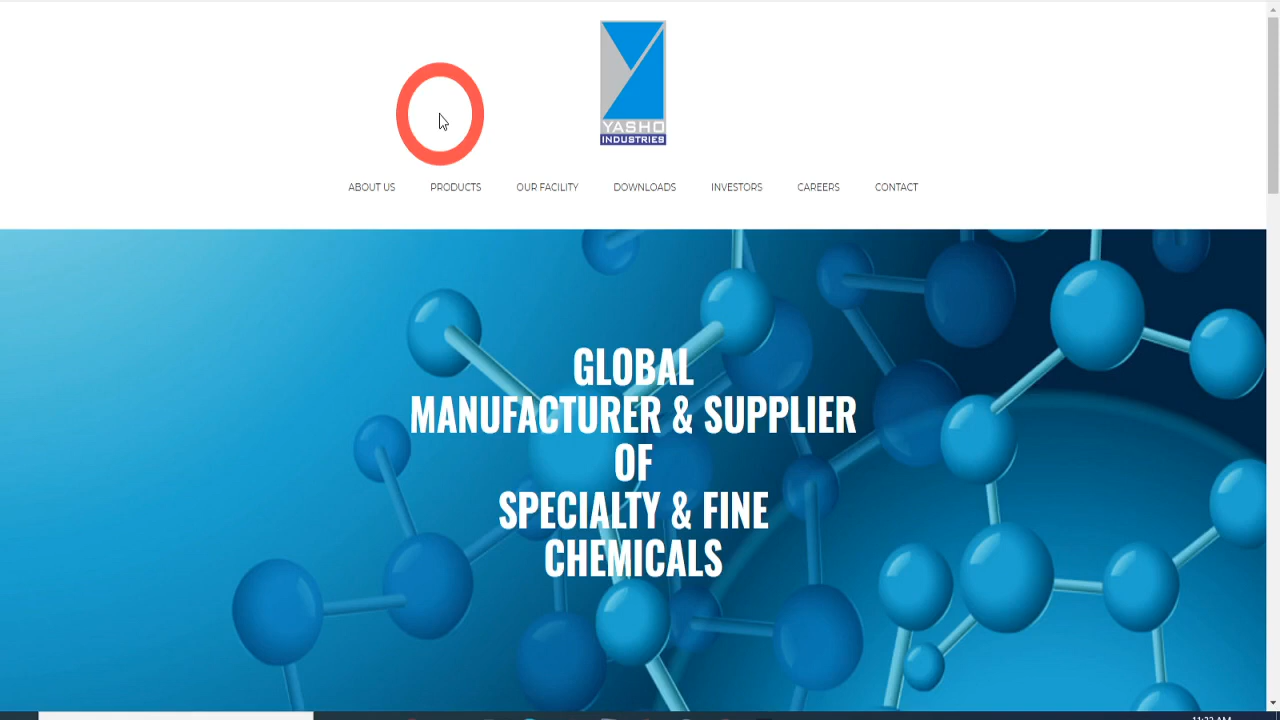 YASHO
INDUSTRIES
ABOUT US PRODUCTS OUR FACILITY DOWNLOADS INVESTORS CAREERS CONTACT
GLOBAL
MANUFACTURER & SUPPLIER
OF
SPECIALTY & FINE
CHEMICALS